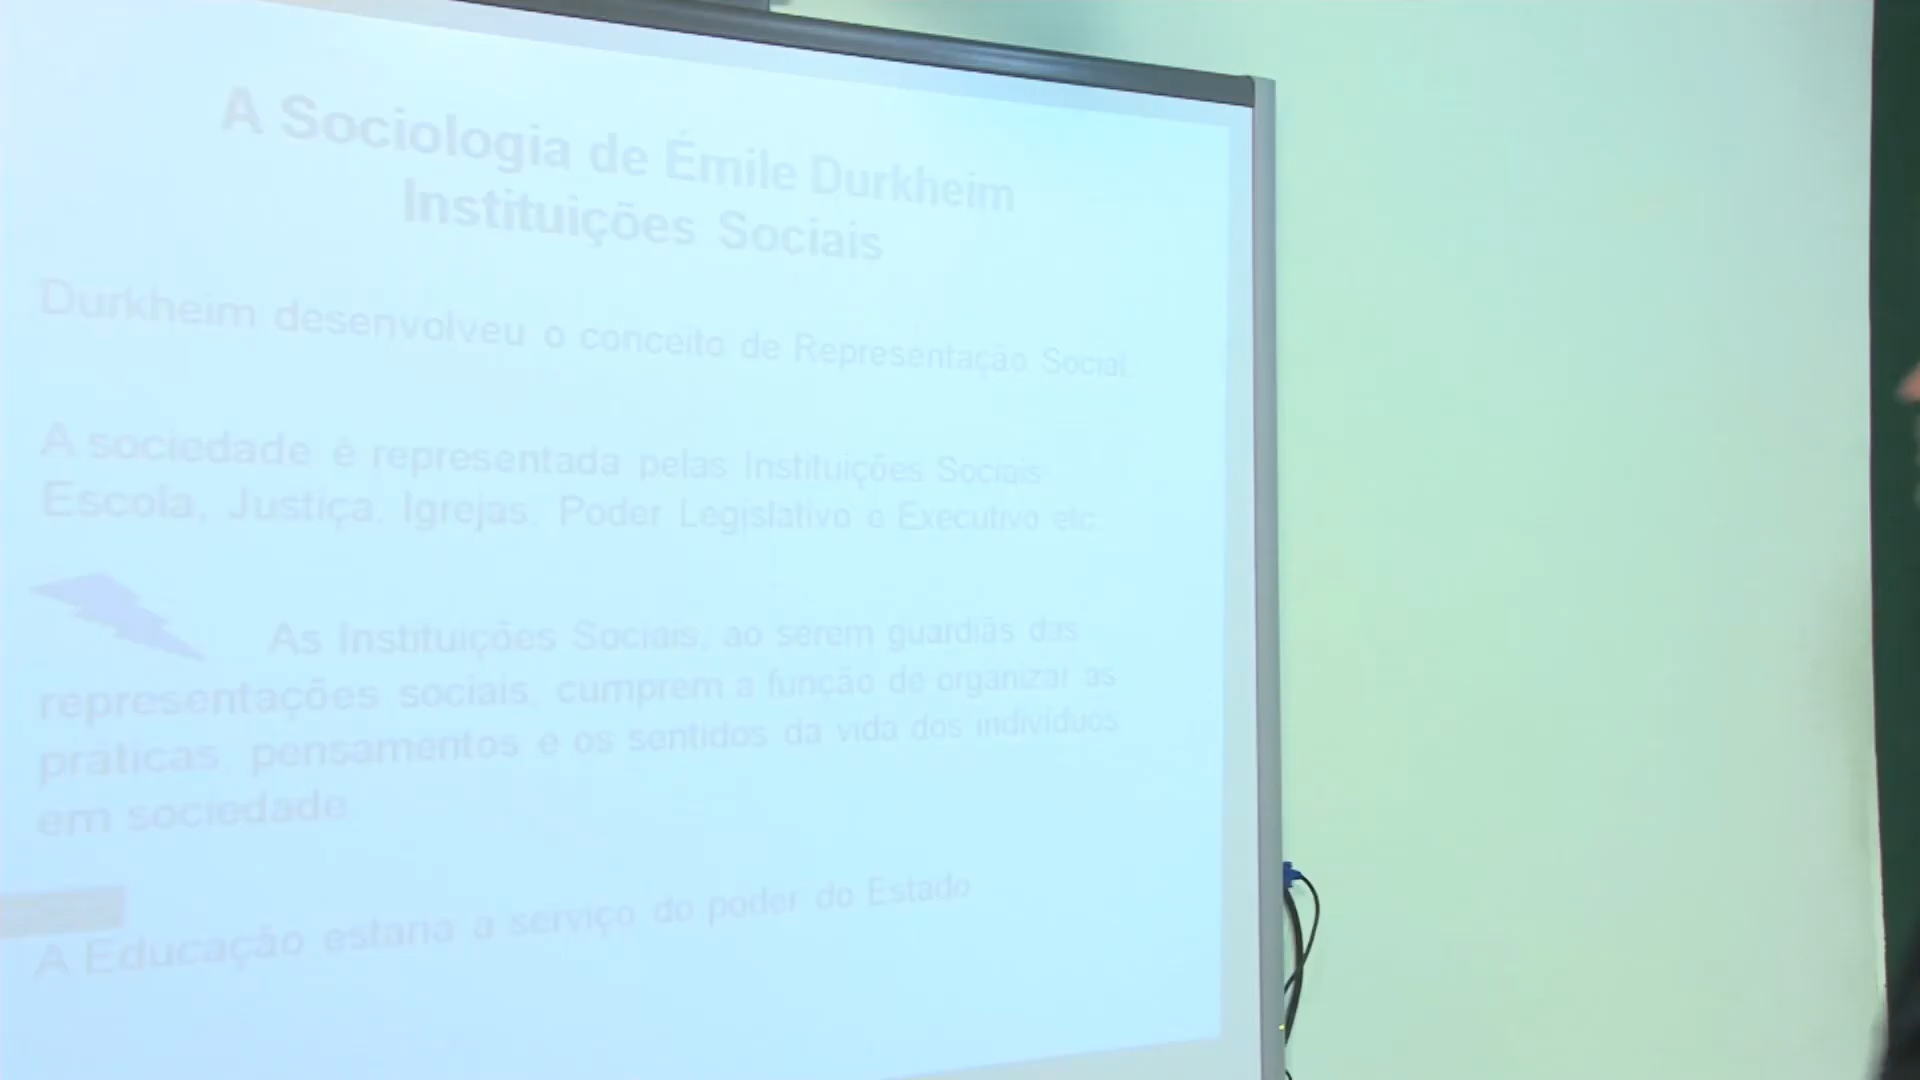 A Sociologia de Émile Durkheim
Instituições Sociais
Durkheim desenvolveu o conceito de Representação Social.
A sociedade é representada pelas Instituições Sociais:
Escola, Justiça, Igrejas, Poder Legislativo e Executivo etc.
As Instituições Sociais, ao serem guardiãs das
representações sociais, cumprem a função de organizar as
práticas, pensamentos e os sentidos da vida dos indivíduos
em sociedade.
A Educação estaria a serviço do poder do Estado